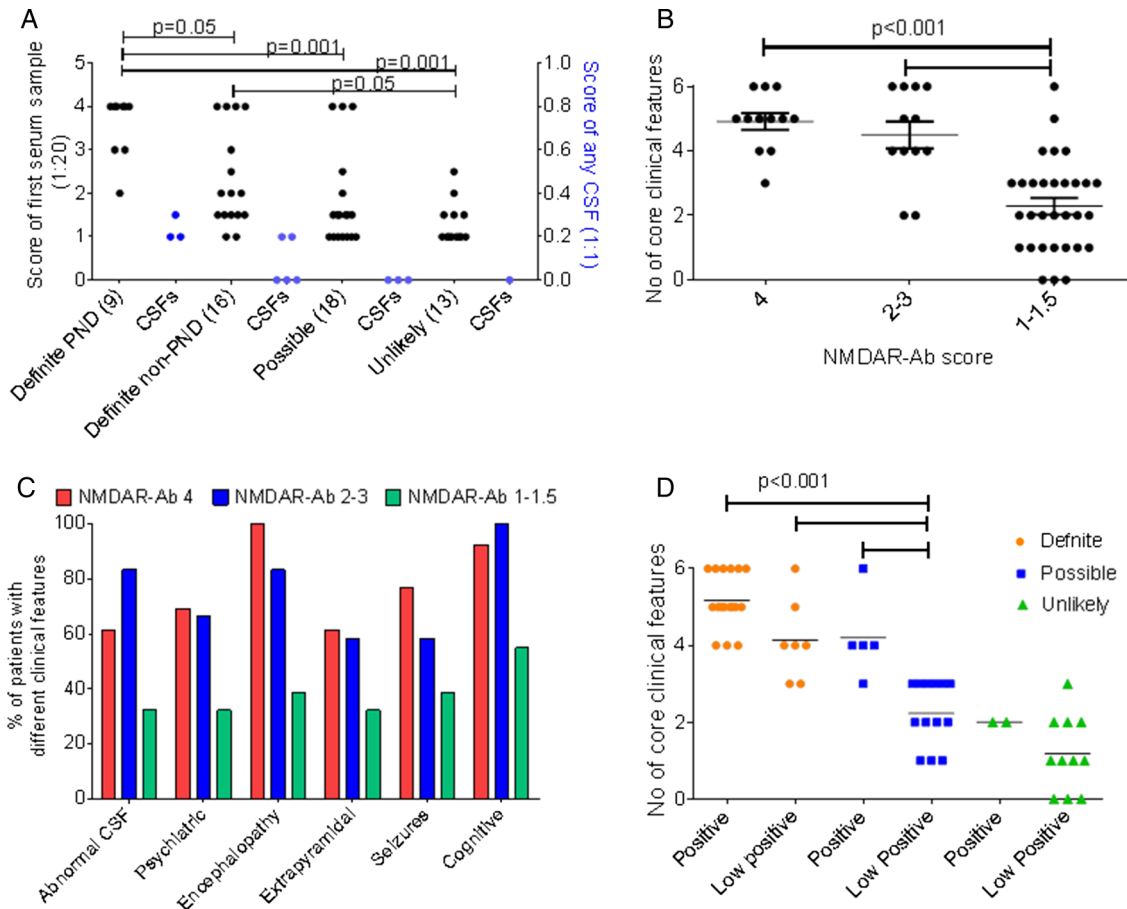 A
p=0.05
p=0.001
p=0.001
p=0.05
Score of first serum sample
(1:20)
5
4
3
2
1
0
1.0
0.8
0.6
0.4
0.2
0.0
Score of any CSF (1:1)
Definite PND (9)
CSFs
Definite non-PND (16)
CSFs
Possible (18)
CSFs
Unlikely (13)
CSFs
B
p<0.001
No of core clinical features
6
4
2
0
4
2-3
1-1.5
NMDAR-Ab score
C
NMDAR-Ab 4
NMDAR-Ab 2-3
NMDAR-Ab 1-1.5
% of patients with
different clinical features
100
80
60
40
20
0
Abnormal CSF
Psychiatric
Encephalopathy
Extrapyramidal
Seizures
Cognitive
D
p<0.001
Defnite
Possible
Unlikely
No of core clinical features
6
4
2
0
Positive
Low positive
Positive
Low Positive
Positive
Low Positive